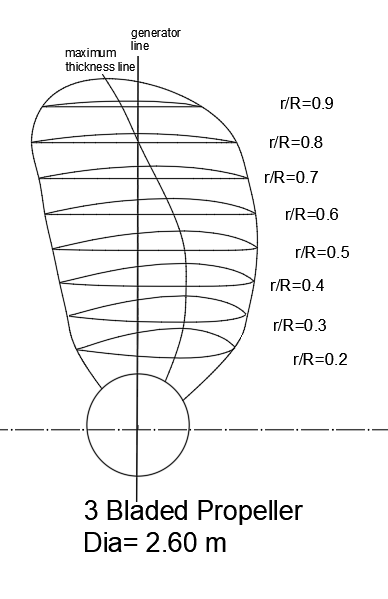 generator
line
maximum
thickness line
r/R=0.9
r/R=0.8
r/R=0.7
r/R=0.6
r/R=0.5
r/R=0.4
r/R=0.3
r/R=0.2
3 Bladed Propeller
Dia= 2.60 m